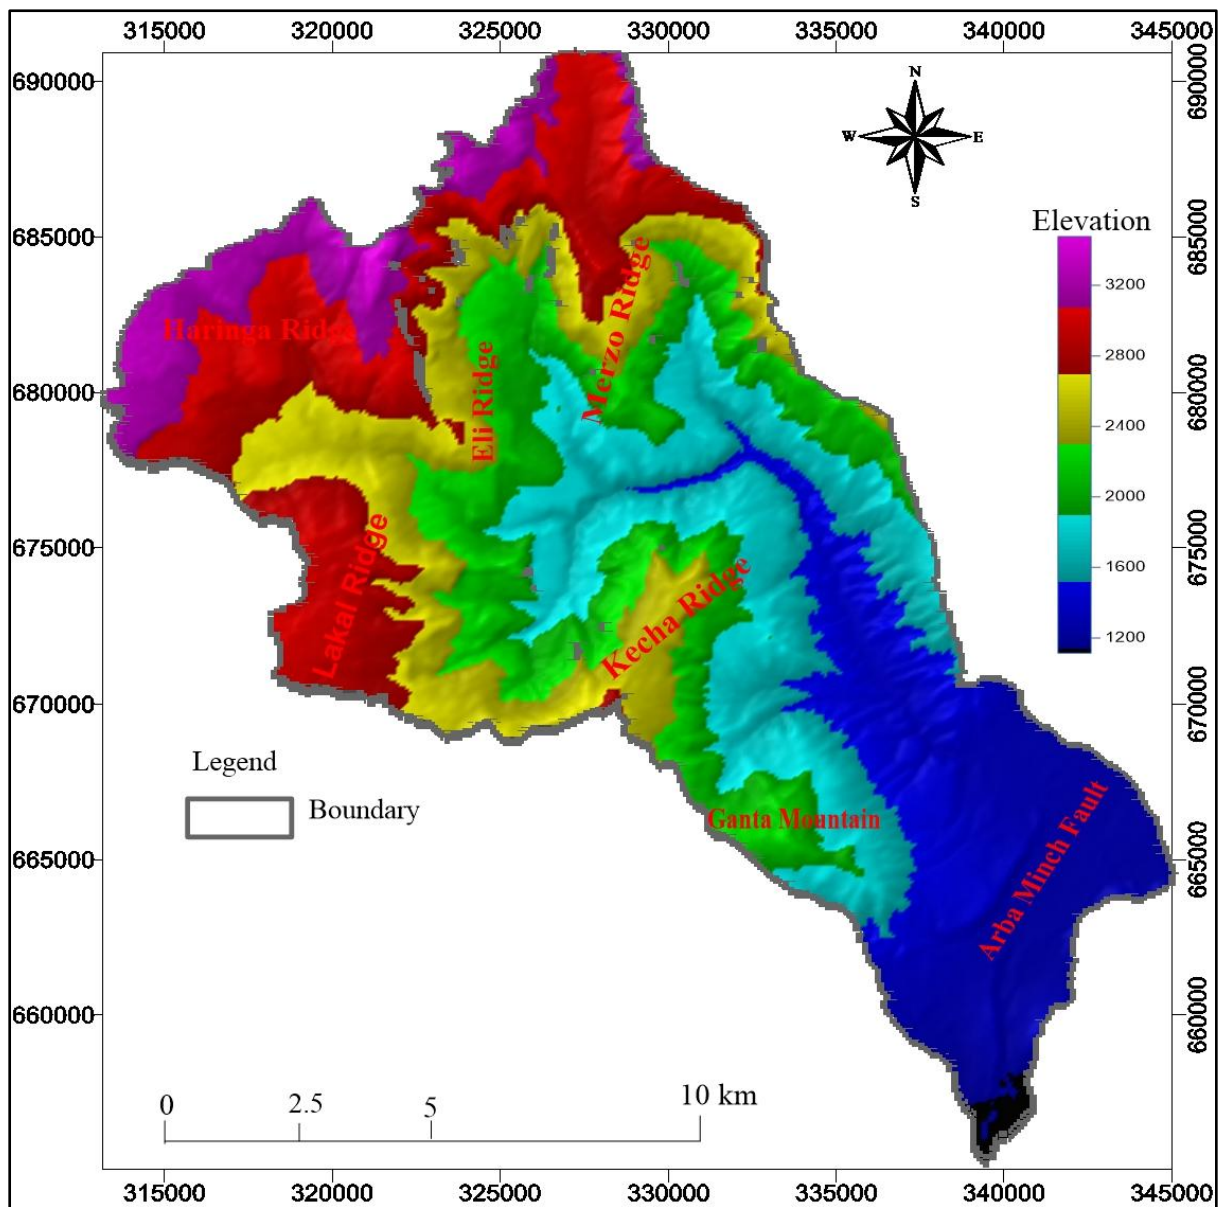 315000 320000 325000 330000 335000 340000 345000
690000
690000
N
W E
S
685000
685000
Elevation
3200
2800
2400
2000
1600
1200
Haringa Ridge
Merzo Ridge
Eli Ridge
680000
680000
675000
675000
Lakal Ridge
Kecha Ridge
670000
670000
Legend
Boundary
Ganta Mountain
Arba Minch Fault
665000
665000
660000
660000
0 2.5 5 10 km
315000 320000 325000 330000 335000 340000 345000